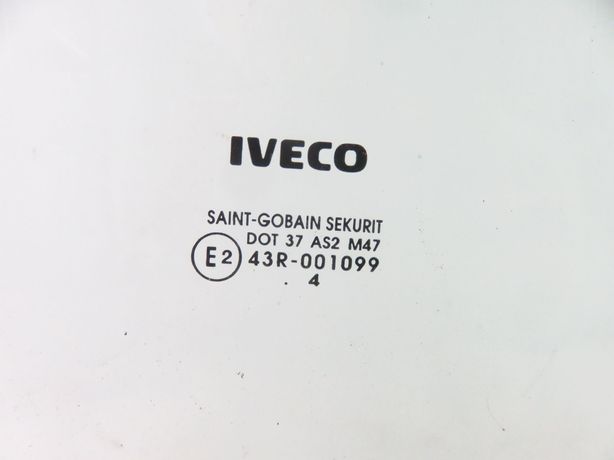 IVECO
SAINT-GOBAIN SEKURIT
DOT 37 AS2 M47
E2 43R-001099
. 4